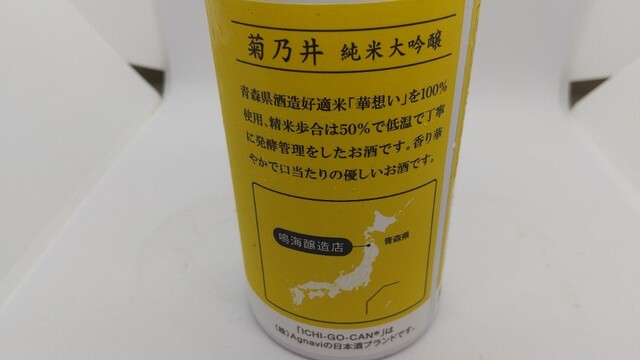 菊乃井 純米大吟醸
青森県酒造好適米「華想い」を100%
使用、精米歩合は50%で低温で丁寧
に発酵管理をしたお酒です。香り華
やかで口当たりの優しいお酒です。
鳴海醸造店
青森県
「ICHI-GO-CAN®」は
(株)Agnaviの日本酒ブランドです。